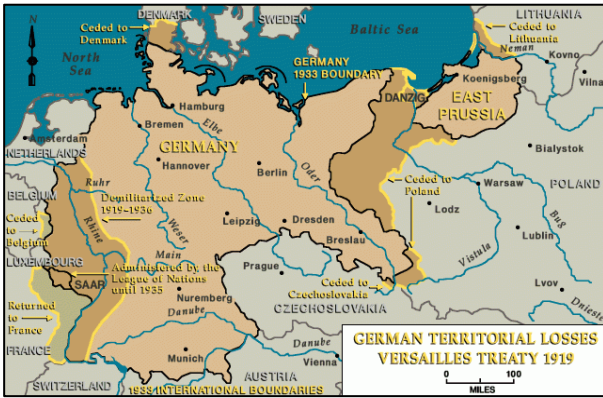 DENMARK
SWEDEN
LITHUANIA
Ceded to
Denmark
N
North
Sea
Baltic Sea
Ceded to
Lithuania
Neman
Kovno
Vilna
GERMANY
1933 BOUNDARY
Koenigsberg
DANZIG
EAST
PRUSSIA
Hamburg
Bremen
Elbe
Amsterdam
NETHERLANDS
GERMANY
Hannover
Berlin
Oder
Bialystok
BELGIUM
Ruhr
Demilitarized Zone
1919-1936
Weser
Ceded to
Poland
Warsaw
POLAND
Lodz
Bug
Ceded
to
Belgium
Rhine
Leipzig
Dresden
Breslau
Lublin
Main
Vistula
LUXEMBOURG
Administered by the
League of Nations
until 1935
SAAR
Prague
Ceded to
Czechoslovakia
Lvov
Dnieste
Returned
to
France
Nuremberg
Danube
CZECHOSLOVAKIA
FRANCE
Munich
Danube
Vienna
SWITZERLAND
AUSTRIA
1933 INTERNATIONAL BOUNDARIES
GERMAN TERRITORIAL LOSSES
VERSAILLES TREATY 1919
0 100
MILES